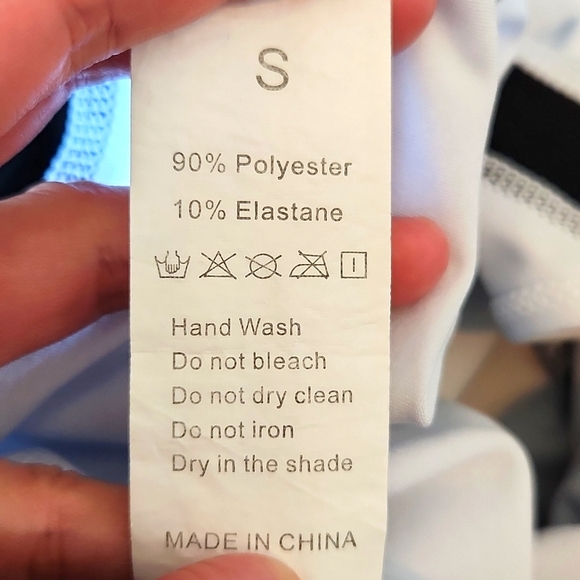 S
90% Polyester
10% Elastane
Hand Wash
Do not bleach
Do not dry clean
Do not iron
Dry in the shade
MADE IN CHINA